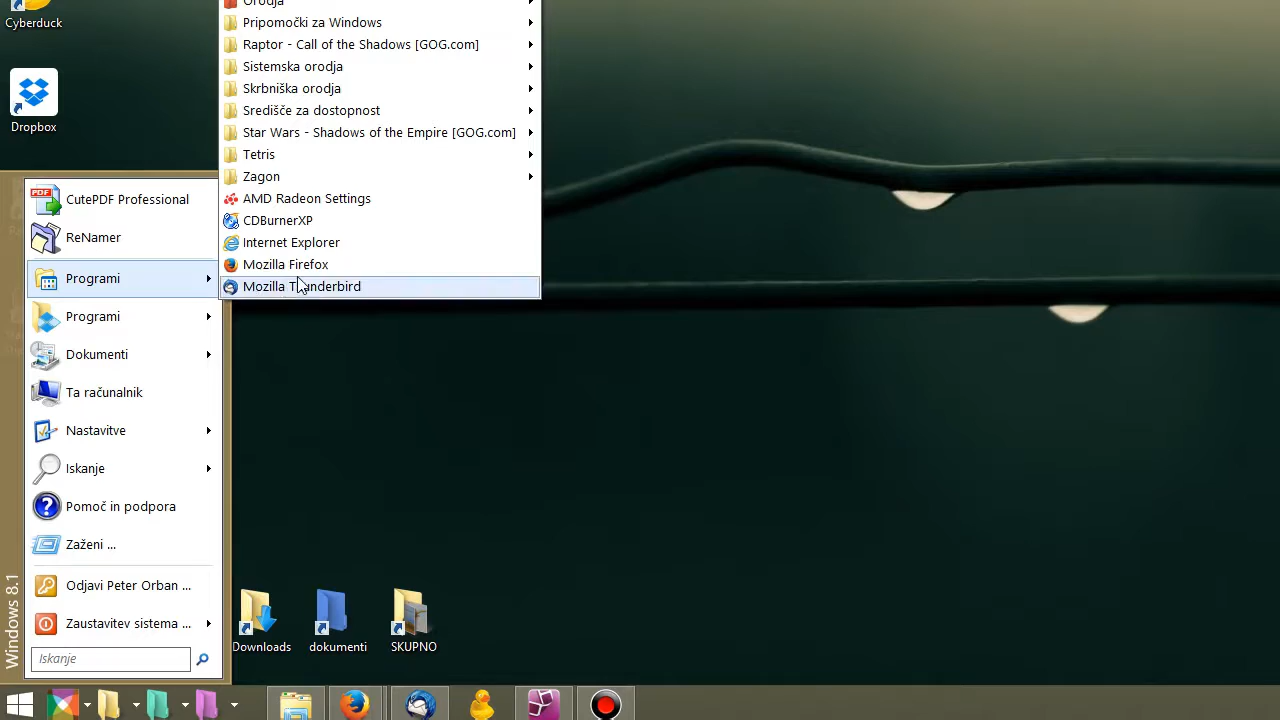 Cyberduck
Dropbox
Orodja
Pripomočki za Windows
Raptor - Call of the Shadows [GOG.com]
Sistemska orodja
Skrbniška orodja
Središče za dostopnost
Star Wars - Shadows of the Empire [GOG.com]
Tetris
Zagon
AMD Radeon Settings
CDBurnerXP
Internet Explorer
Mozilla Firefox
Mozilla Thunderbird
PDF
CutePDF Professional
ReNamer
Programi
Programi
Dokumenti
Ta računalnik
Nastavitve
Iskanje
Pomoč in podpora
Zaženi ...
Odjavi Peter Orban ...
Zaustavitev sistema ...
Iskanje
Windows 8.1
Downloads
dokumenti
SKUPNO